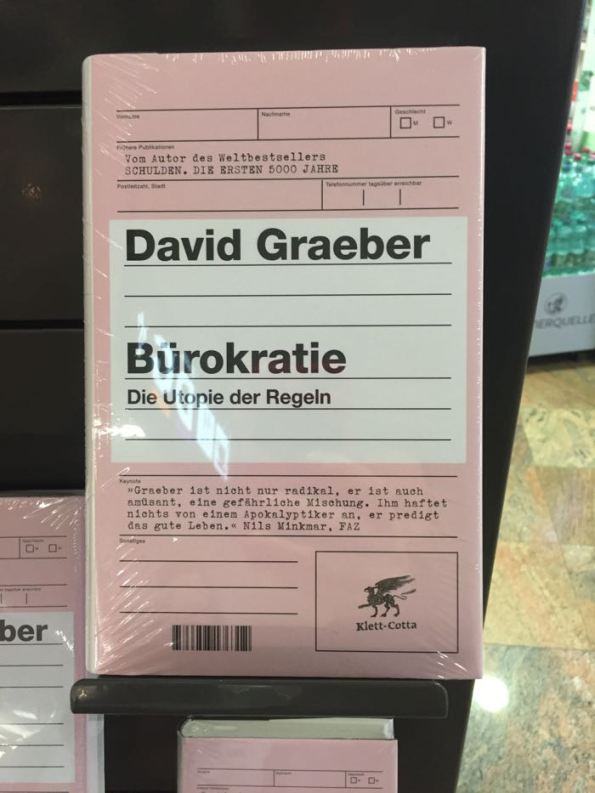 Vorname
Nachname
Geschlecht
M
W
Frühere Publikationen
Vom Autor des Weltbestsellers
SCHULDEN. DIE ERSTEN 5000 JAHRE
Postleitzahl, Stadt
Telefonnummer tagsüber erreichbar
David Graeber
Bürokratie
Die Utopie der Regeln
Keynote
»Graeber ist nicht nur radikal, er ist auch
amüsant, eine gefährliche Mischung. Ihm haftet
nichts von einem Apokalyptiker an, er predigt
das gute Leben.« Nils Minkmar, FAZ
Sonstiges
Klett-Cotta
ber
IERQUELLE